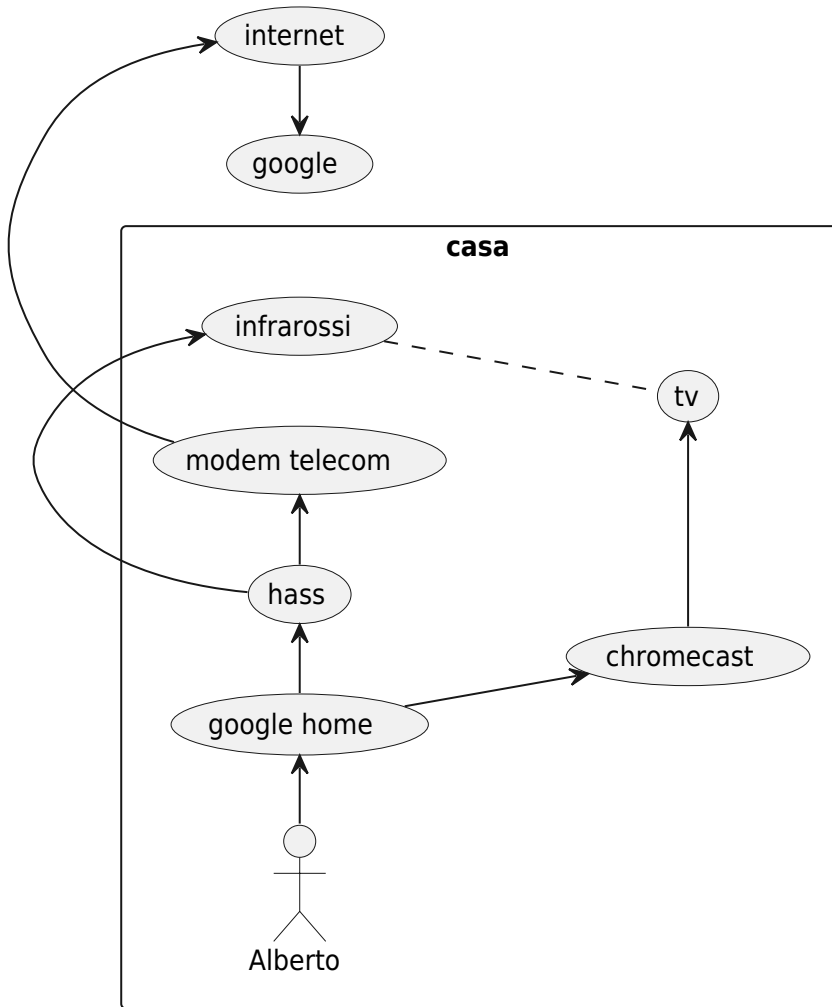 internet
google
casa
infrarossi
tv
modem telecom
hass
chromecast
google home
Alberto